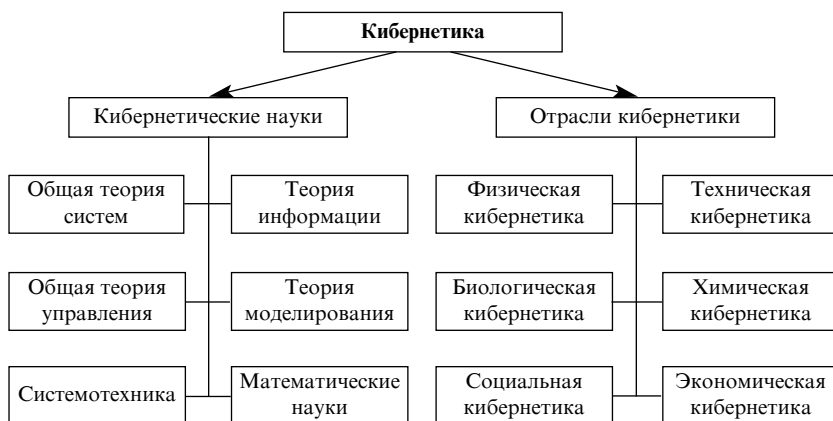 Кибернетика
Кибернетические науки
Отрасли кибернетики
Общая теория
систем
Теория
информации
Физическая
кибернетика
Техническая
кибернетика
Общая теория
управления
Теория
моделирования
Биологическая
кибернетика
Химическая
кибернетика
Системотехника
Математические
науки
Социальная
кибернетика
Экономическая
кибернетика